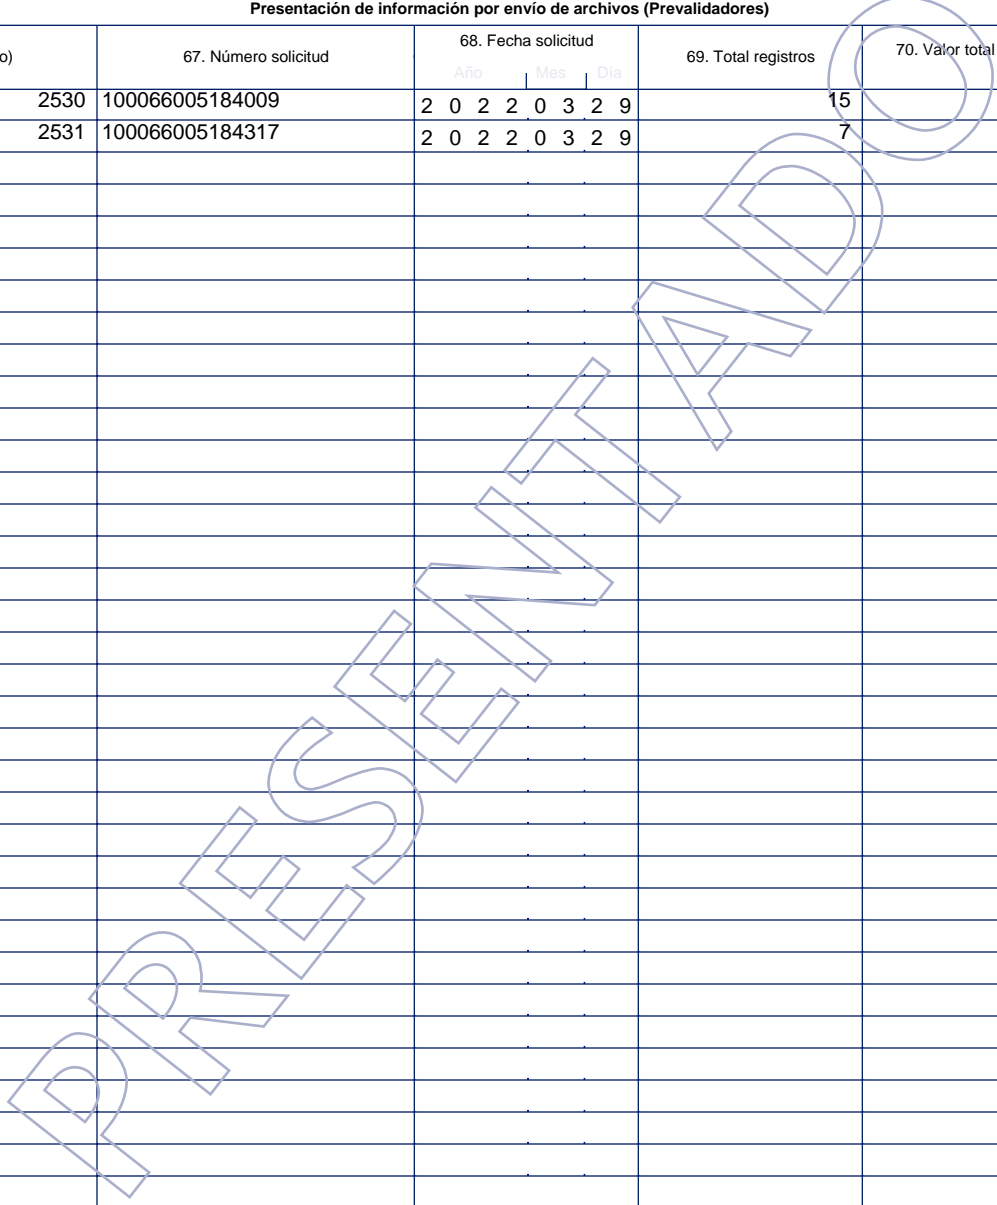 Presentación de información por envío de archivos (Prevalidadores)
o) 67. Número solicitud 68. Fecha solicitud 69. Total registros 70. Valor total
Año Mes Día
2530 100066005184009 2 0 2 2 0 3 2 9 15
2531 100066005184317 2 0 2 2 0 3 2 9 7
PRESENTADO